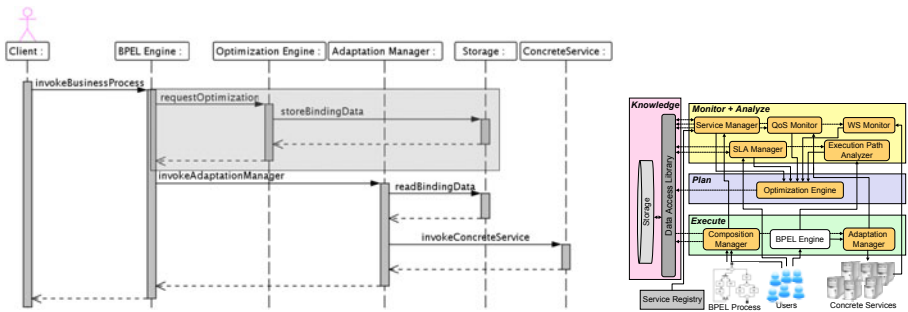 Client :
BPEL Engine :
Optimization Engine :
Adaptation Manager :
Storage :
ConcreteService :
invokeBusinessProcess
requestOptimization
storeBindingData
invokeAdaptationManager
readBindingData
invokeConcreteService
Knowledge
Storage
Data Access Library
Monitor + Analyze
Service Manager
QoS Monitor
WS Monitor
SLA Manager
Execution Path
Analyzer
Plan
Optimization Engine
Execute
Composition
Manager
BPEL Engine
Adaptation
Manager
Service Registry
BPEL Process
Users
Concrete Services